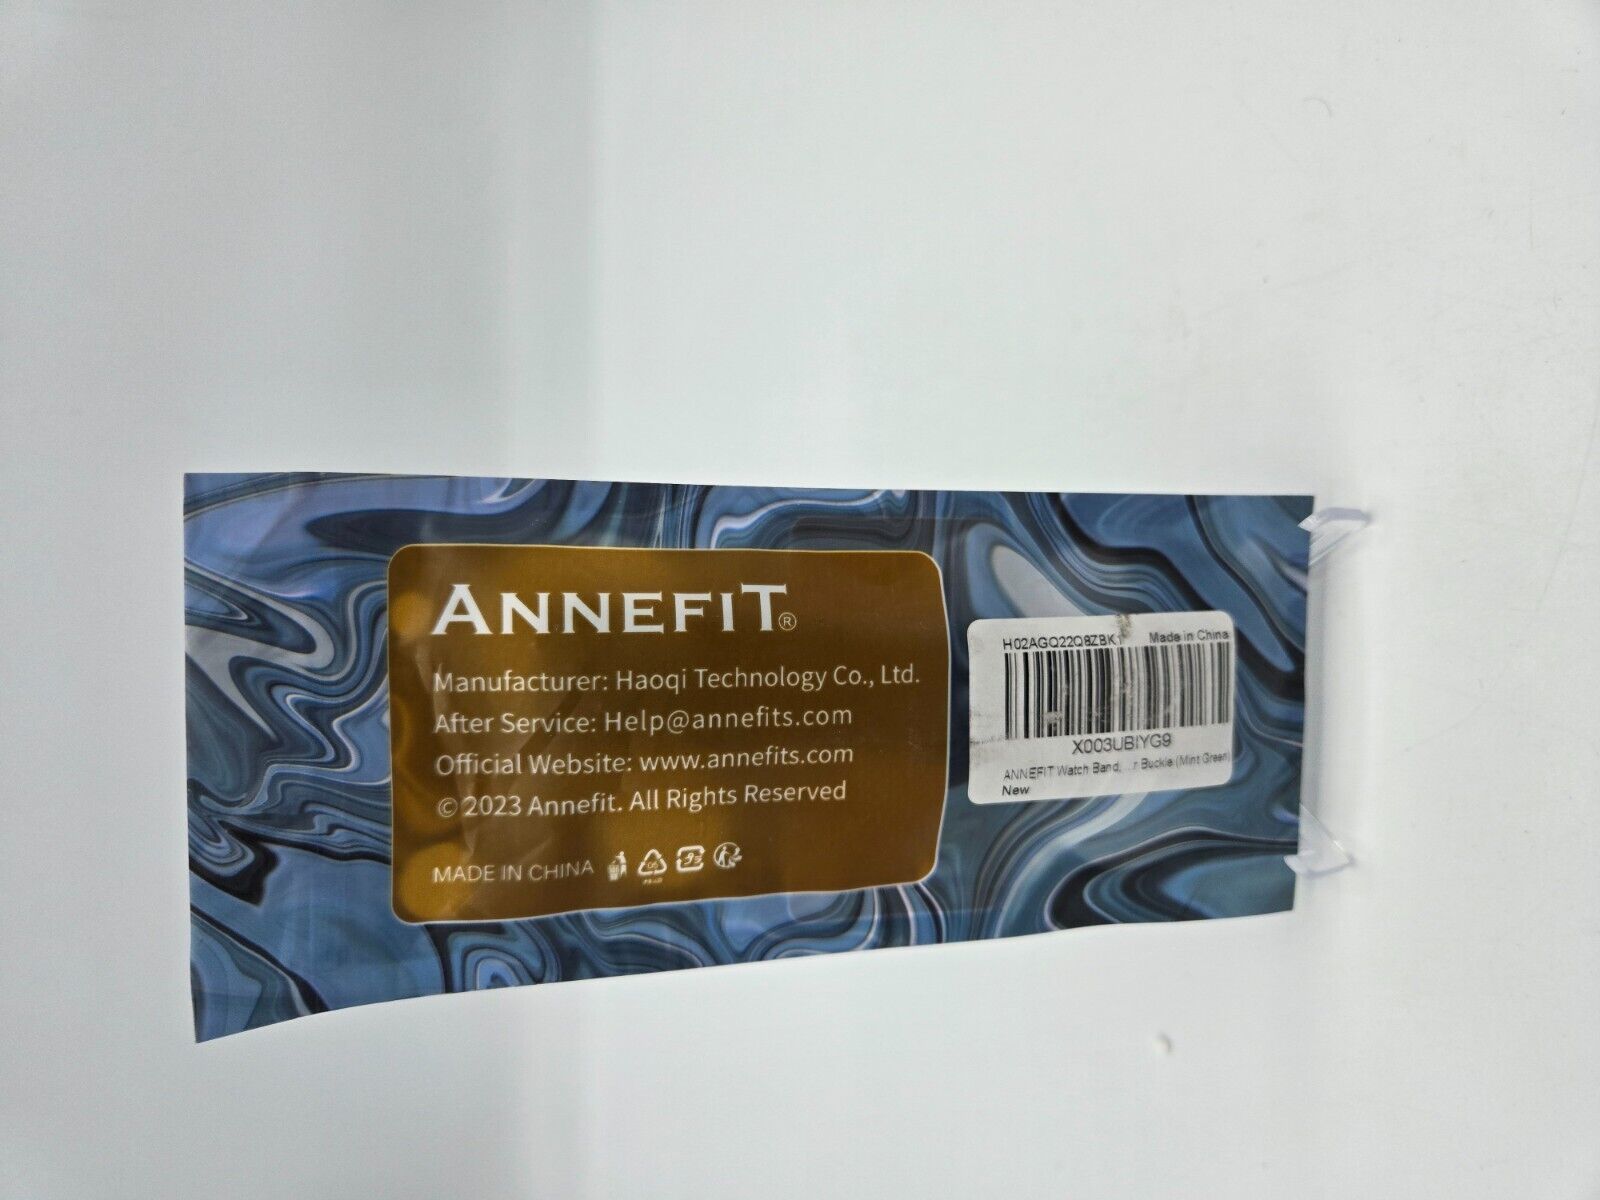 ANNEFIT®
Manufacturer: Haoqi Technology Co., Ltd.
After Service: Help@annefits.com
Official Website: www.annefits.com
© 2023 Annefit. All Rights Reserved
MADE IN CHINA
H02AGQ22Q8ZBK1 Made in China
X003UBIYG9
ANNEFIT Watch Band, ...r Buckle (Mint Green)
New